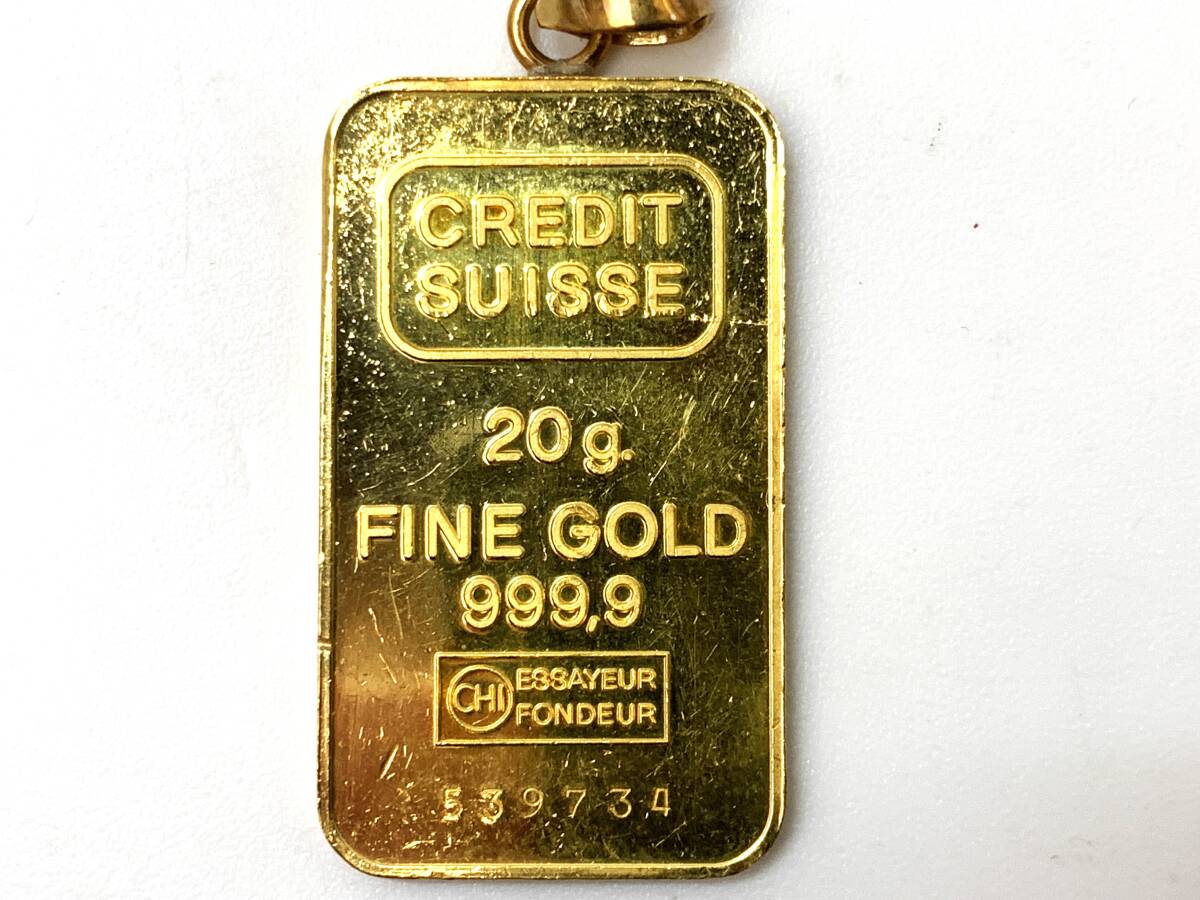 CREDIT
SUISSE
20g.
FINE GOLD
999,9
CHI ESSAYEUR
FONDEUR
539734